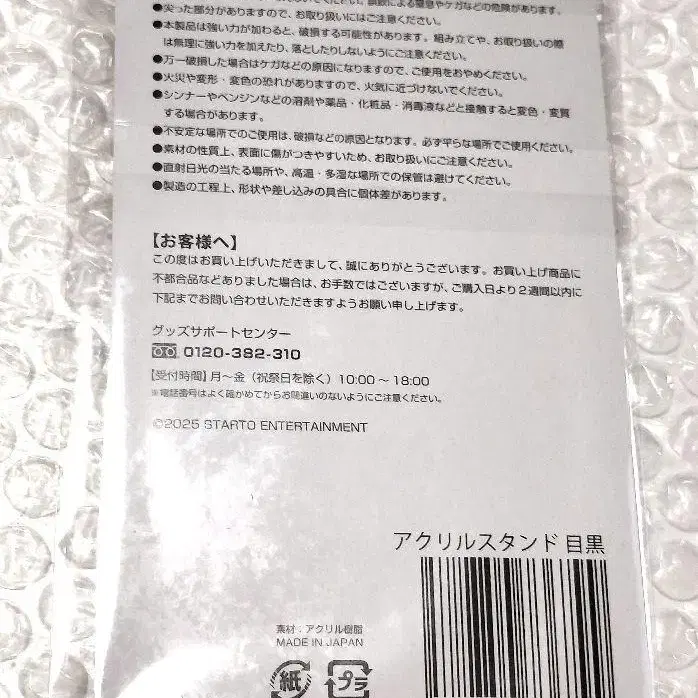 による窒息やケガなどの危険があります。
●尖った部分がありますので、お取り扱いにはご注意ください。
●本製品は強い力が加わると、破損する可能性があります。組み立てや、お取り扱いの際
は無理に強い力を加えたり、落としたりしないようにご注意ください。
●万一破損した場合はケガなどの原因になりますので、ご使用をおやめください。
●火災や変形・変色の恐れがありますので、火気に近づけないでください。
●シンナーやベンジンなどの溶剤や薬品・化粧品・消毒液などと接触すると変色・変質
する場合があります。
●不安定な場所でのご使用は、破損などの原因となります。必ず平らな場所でご使用ください。
●素材の性質上、表面に傷がつきやすいため、お取り扱いにご注意ください。
●直射日光の当たる場所や、高温・多湿な場所での保管は避けてください。
●製造の工程上、形状や差し込みの具合に個体差があります。
【お客様へ】
この度はお買い上げいただきまして、誠にありがとうございます。お買い上げ商品に
不都合品などありました場合は、お手数ではございますが、ご購入日より2週間以内に
下記までお問い合わせいただきますようお願い申し上げます。
グッズサポートセンター
0120-382-310
【受付時間】月〜金（祝祭日を除く）10:00〜18:00
※電話番号はよく確かめてからお間違いのないようにご注意ください。
©2025 STARTO ENTERTAINMENT
アクリルスタンド 目黒
素材：アクリル樹脂
MADE IN JAPAN
紙
プラ